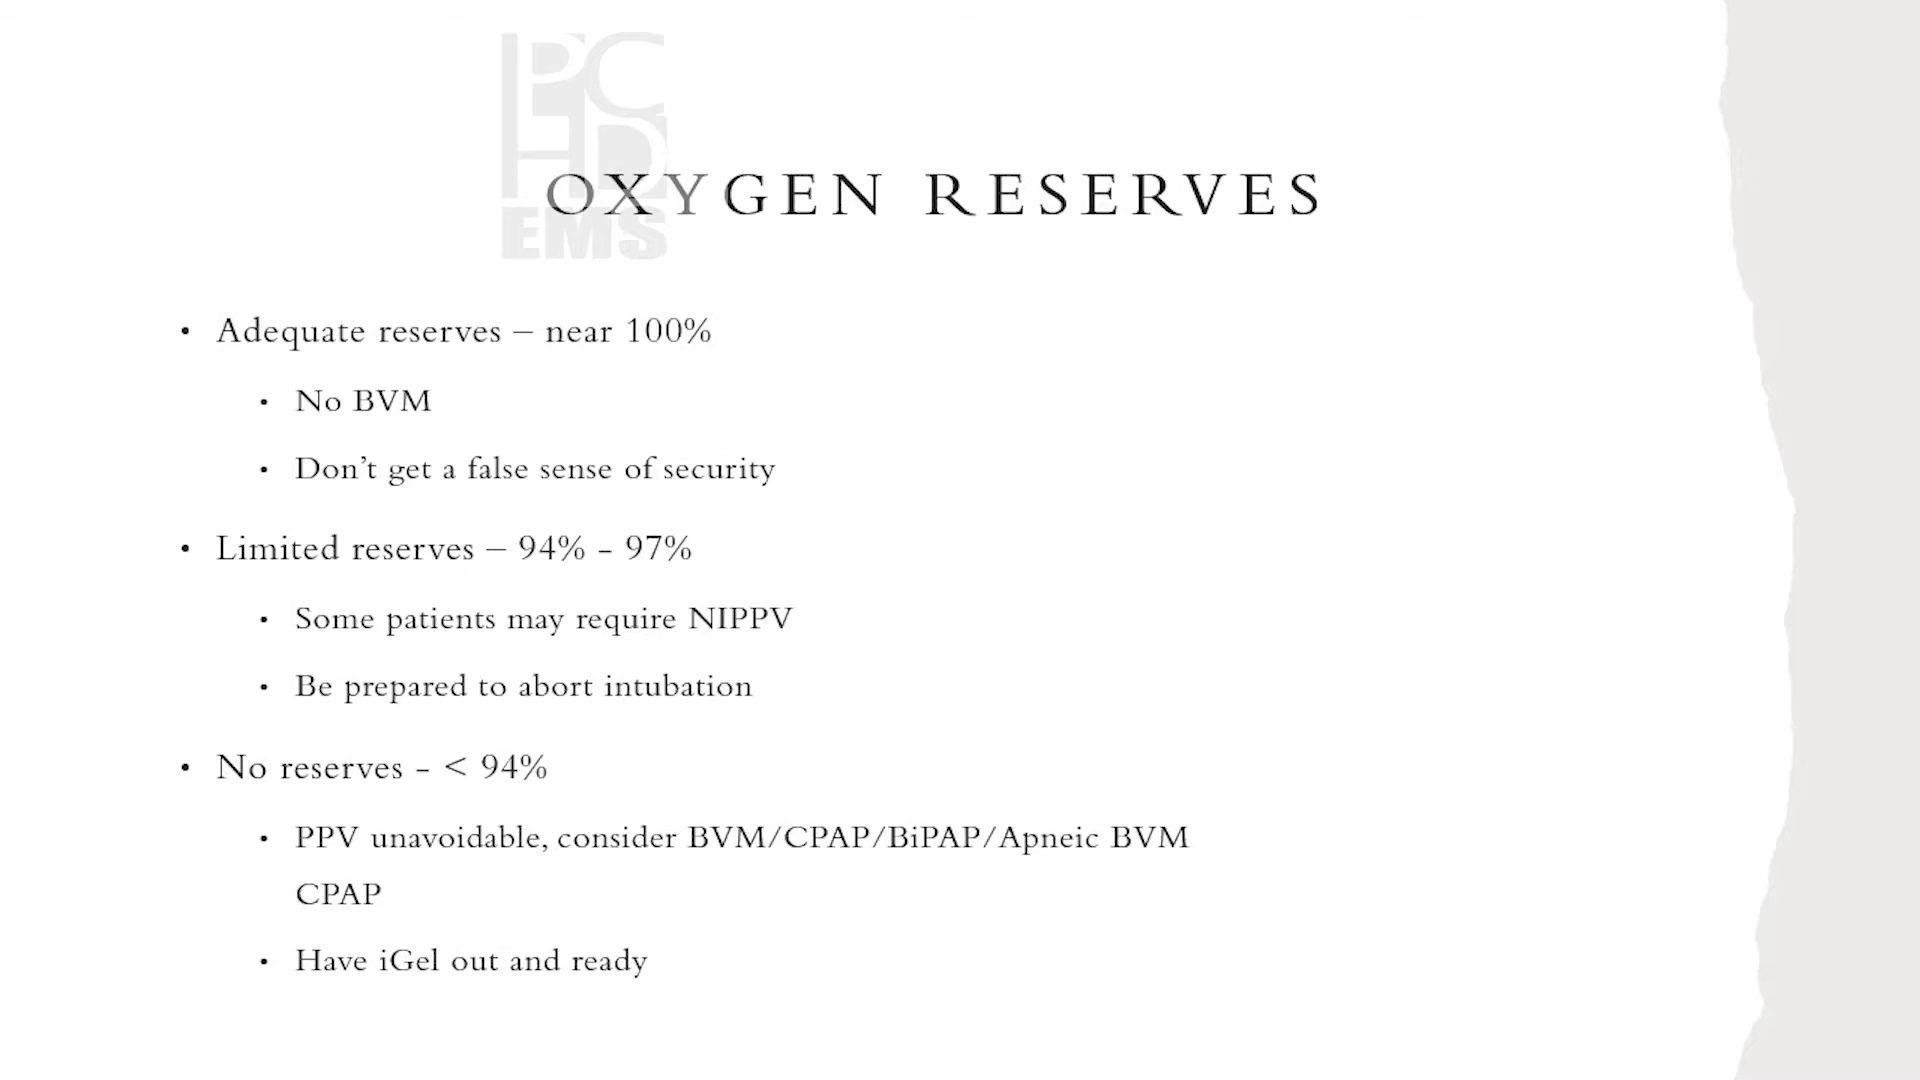 PC
HD
EMS
OXYGEN RESERVES
• Adequate reserves – near 100%
• No BVM
• Don’t get a false sense of security
• Limited reserves – 94% - 97%
• Some patients may require NIPPV
• Be prepared to abort intubation
• No reserves - < 94%
• PPV unavoidable, consider BVM/CPAP/BiPAP/Apneic BVM
CPAP
• Have iGel out and ready